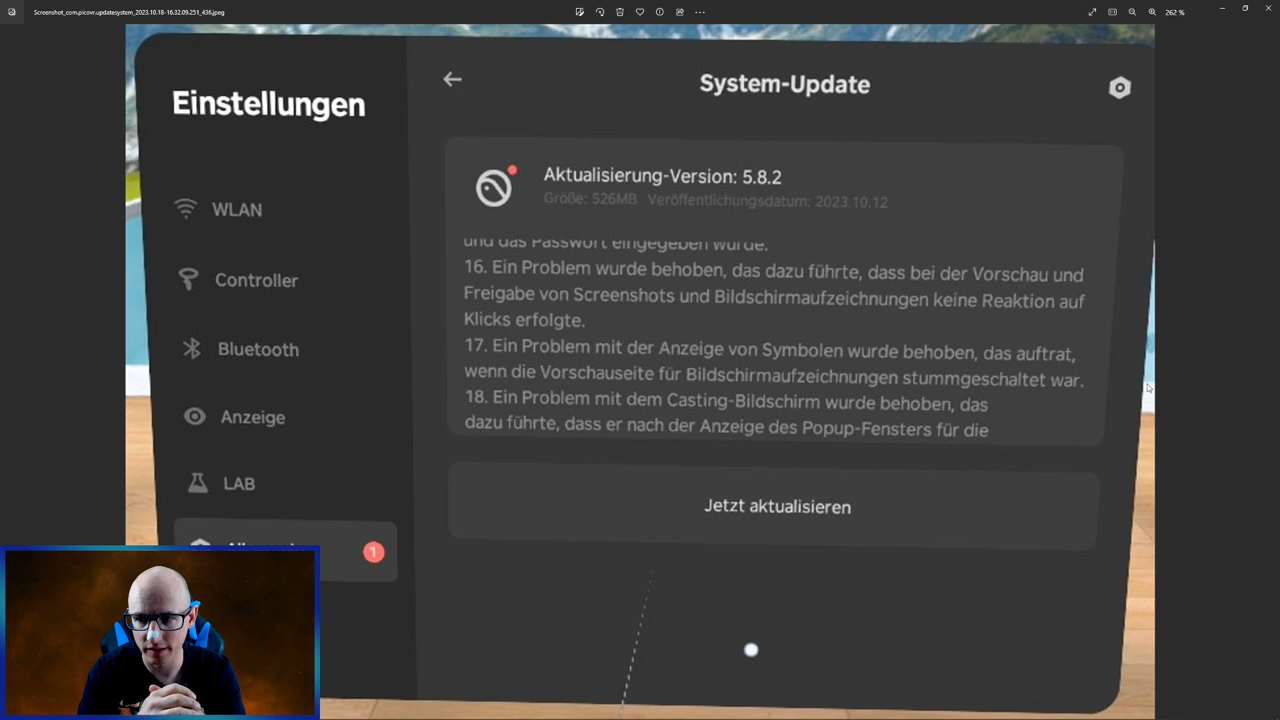 Screenshot_com.picovr.updatesystem_2023.10.18-16.32.09.251_436.jpeg
262 %
Einstellungen
WLAN
Controller
Bluetooth
Anzeige
LAB
1
System-Update
Aktualisierung-Version: 5.8.2
Größe: 526MB Veröffentlichungsdatum: 2023.10.12
und das Passwort eingegeben wurde.
16. Ein Problem wurde behoben, das dazu führte, dass bei der Vorschau und
Freigabe von Screenshots und Bildschirmaufzeichnungen keine Reaktion auf
Klicks erfolgte.
17. Ein Problem mit der Anzeige von Symbolen wurde behoben, das auftrat,
wenn die Vorschauseite für Bildschirmaufzeichnungen stummgeschaltet war.
18. Ein Problem mit dem Casting-Bildschirm wurde behoben, das
dazu führte, dass er nach der Anzeige des Popup-Fensters für die
Jetzt aktualisieren